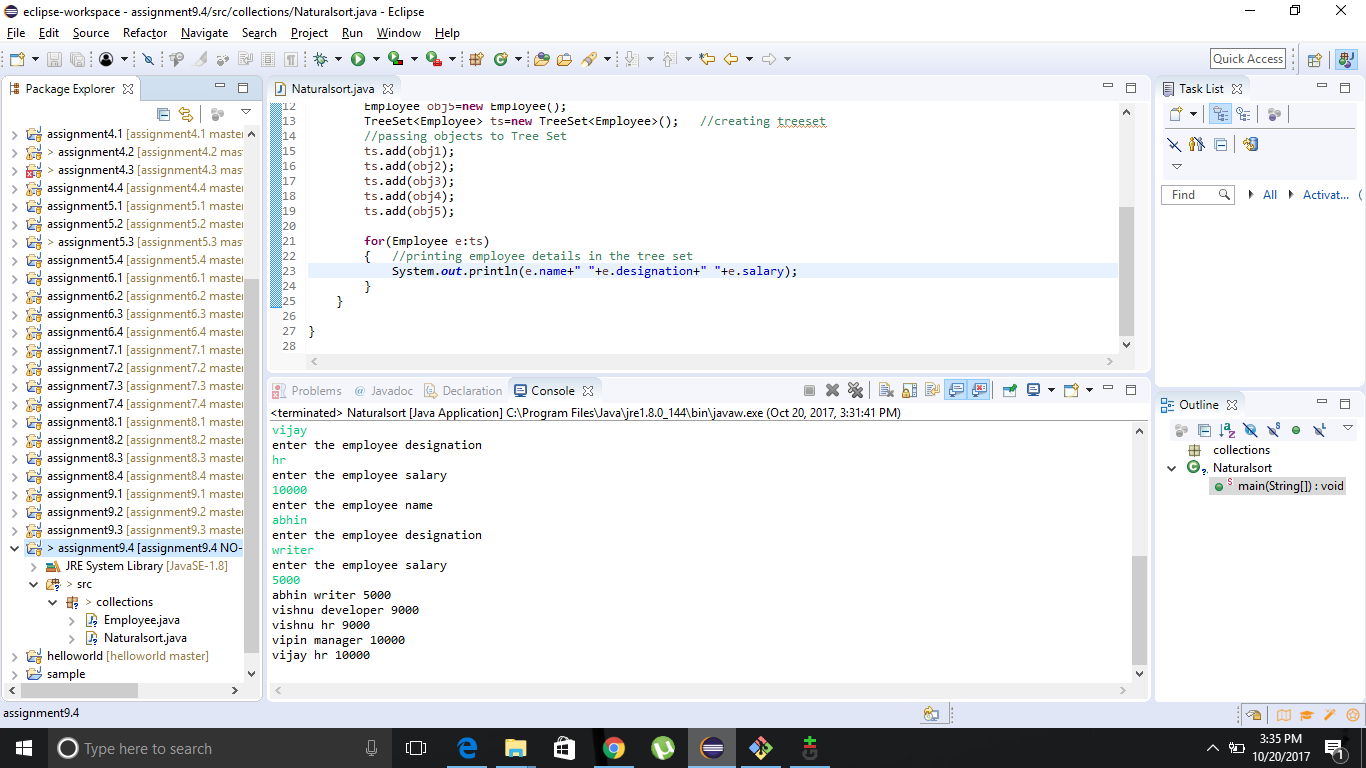 eclipse-workspace - assignment9.4/src/collections/Naturalsort.java - Eclipse
File Edit Source Refactor Navigate Search Project Run Window Help
Quick Access
Package Explorer
assignment4.1 [assignment4.1 master
> assignment4.2 [assignment4.2 mas
> assignment4.3 [assignment4.3 mas
assignment4.4 [assignment4.4 master
assignment5.1 [assignment5.1 master
assignment5.2 [assignment5.2 master
> assignment5.3 [assignment5.3 mas
assignment5.4 [assignment5.4 master
assignment6.1 [assignment6.1 master
assignment6.2 [assignment6.2 master
assignment6.3 [assignment6.3 master
assignment6.4 [assignment6.4 master
assignment7.1 [assignment7.1 master
assignment7.2 [assignment7.2 master
assignment7.3 [assignment7.3 master
assignment7.4 [assignment7.4 master
assignment8.1 [assignment8.1 master
assignment8.2 [assignment8.2 master
assignment8.3 [assignment8.3 master
assignment8.4 [assignment8.4 master
assignment9.1 [assignment9.1 master
assignment9.2 [assignment9.2 master
assignment9.3 [assignment9.3 master
> assignment9.4 [assignment9.4 NO-
JRE System Library [JavaSE-1.8]
> src
> collections
Employee.java
Naturalsort.java
helloworld [helloworld master]
sample
Naturalsort.java
12 Employee obj5=new Employee();
13 TreeSet<Employee> ts=new TreeSet<Employee>(); //creating treeset
14 //passing objects to Tree Set
15 ts.add(obj1);
16 ts.add(obj2);
17 ts.add(obj3);
18 ts.add(obj4);
19 ts.add(obj5);
20
21 for(Employee e:ts)
22 { //printing employee details in the tree set
23 System.out.println(e.name+" "+e.designation+" "+e.salary);
24 }
25 }
26
27 }
28
Problems @ Javadoc Declaration Console
<terminated> Naturalsort [Java Application] C:\Program Files\Java\jre1.8.0_144\bin\javaw.exe (Oct 20, 2017, 3:31:41 PM)
vijay
enter the employee designation
hr
enter the employee salary
10000
enter the employee name
abhin
enter the employee designation
writer
enter the employee salary
5000
abhin writer 5000
vishnu developer 9000
vishnu hr 9000
vipin manager 10000
vijay hr 10000
Task List
Find All Activat...
Outline
collections
Naturalsort
main(String[]) : void
assignment9.4
Type here to search
3:35 PM
10/20/2017
1